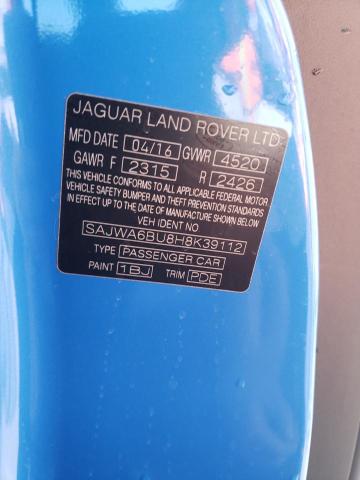 JAGUAR LAND ROVER LTD
MFD DATE 04/16 GVWR 4520
GAWR F 2315 R 2426
THIS VEHICLE CONFORMS TO ALL APPLICABLE FEDERAL MOTOR
VEHICLE SAFETY BUMPER AND THEFT PREVENTION STANDARDS
IN EFFECT UP TO THE DATE OF MANUFACTURE SHOWN BELOW
VEH IDENT NO
SAJWA6BU8H8K39112
TYPE PASSENGER CAR
PAINT 1BJ TRIM PDE